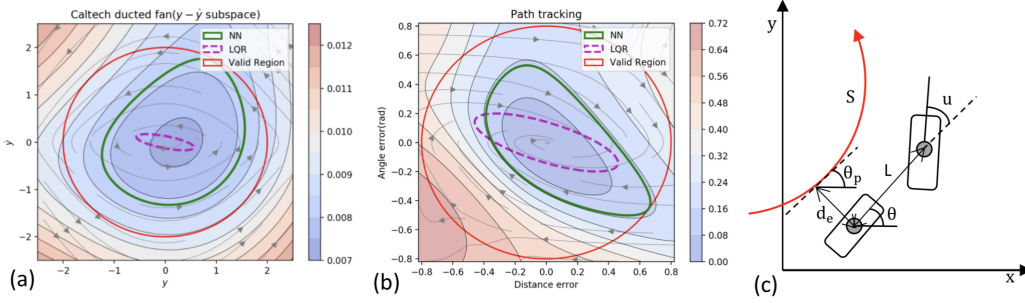 Caltech ducted fan(y − ẏ subspace)
NN
LQR
Valid Region
2
1
0
−1
−2
ẏ
−2
−1
0
1
2
y
0.012
0.011
0.010
0.009
0.008
0.007
(a)
Path tracking
NN
LQR
Valid Region
0.8
0.6
0.4
0.2
0.0
−0.2
−0.4
−0.6
−0.8
Angle error(rad)
−0.8 −0.6 −0.4 −0.2 0.0 0.2 0.4 0.6 0.8
Distance error
0.72
0.64
0.56
0.48
0.40
0.32
0.24
0.16
0.08
0.00
(b)
y
S
u
θp
L
de
θ
x
(c)